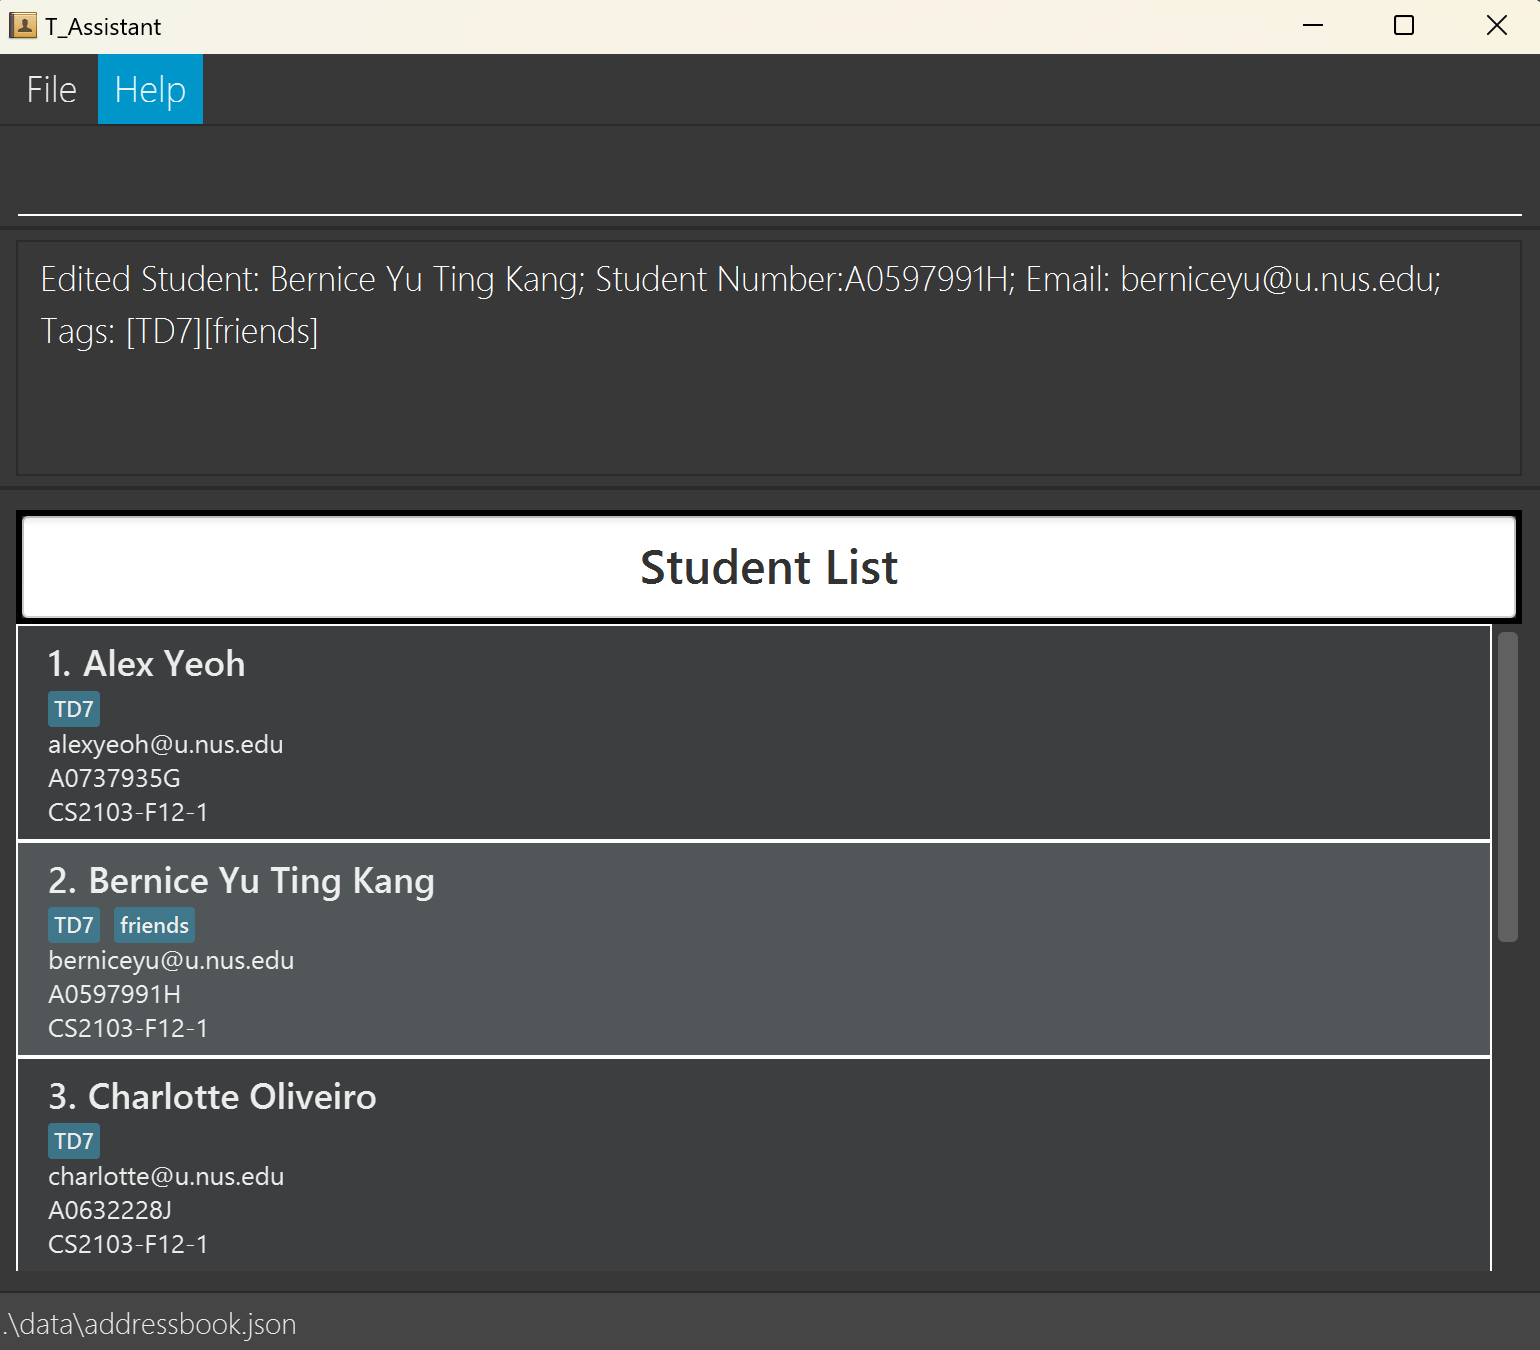 T_Assistant
File Help
Edited Student: Bernice Yu Ting Kang; Student Number:A0597991H; Email: berniceyu@u.nus.edu;
Tags: [TD7][friends]
Student List
1. Alex Yeoh
TD7
alexyeoh@u.nus.edu
A0737935G
CS2103-F12-1
2. Bernice Yu Ting Kang
TD7 friends
berniceyu@u.nus.edu
A0597991H
CS2103-F12-1
3. Charlotte Oliveiro
TD7
charlotte@u.nus.edu
A0632228J
CS2103-F12-1
.\data\addressbook.json